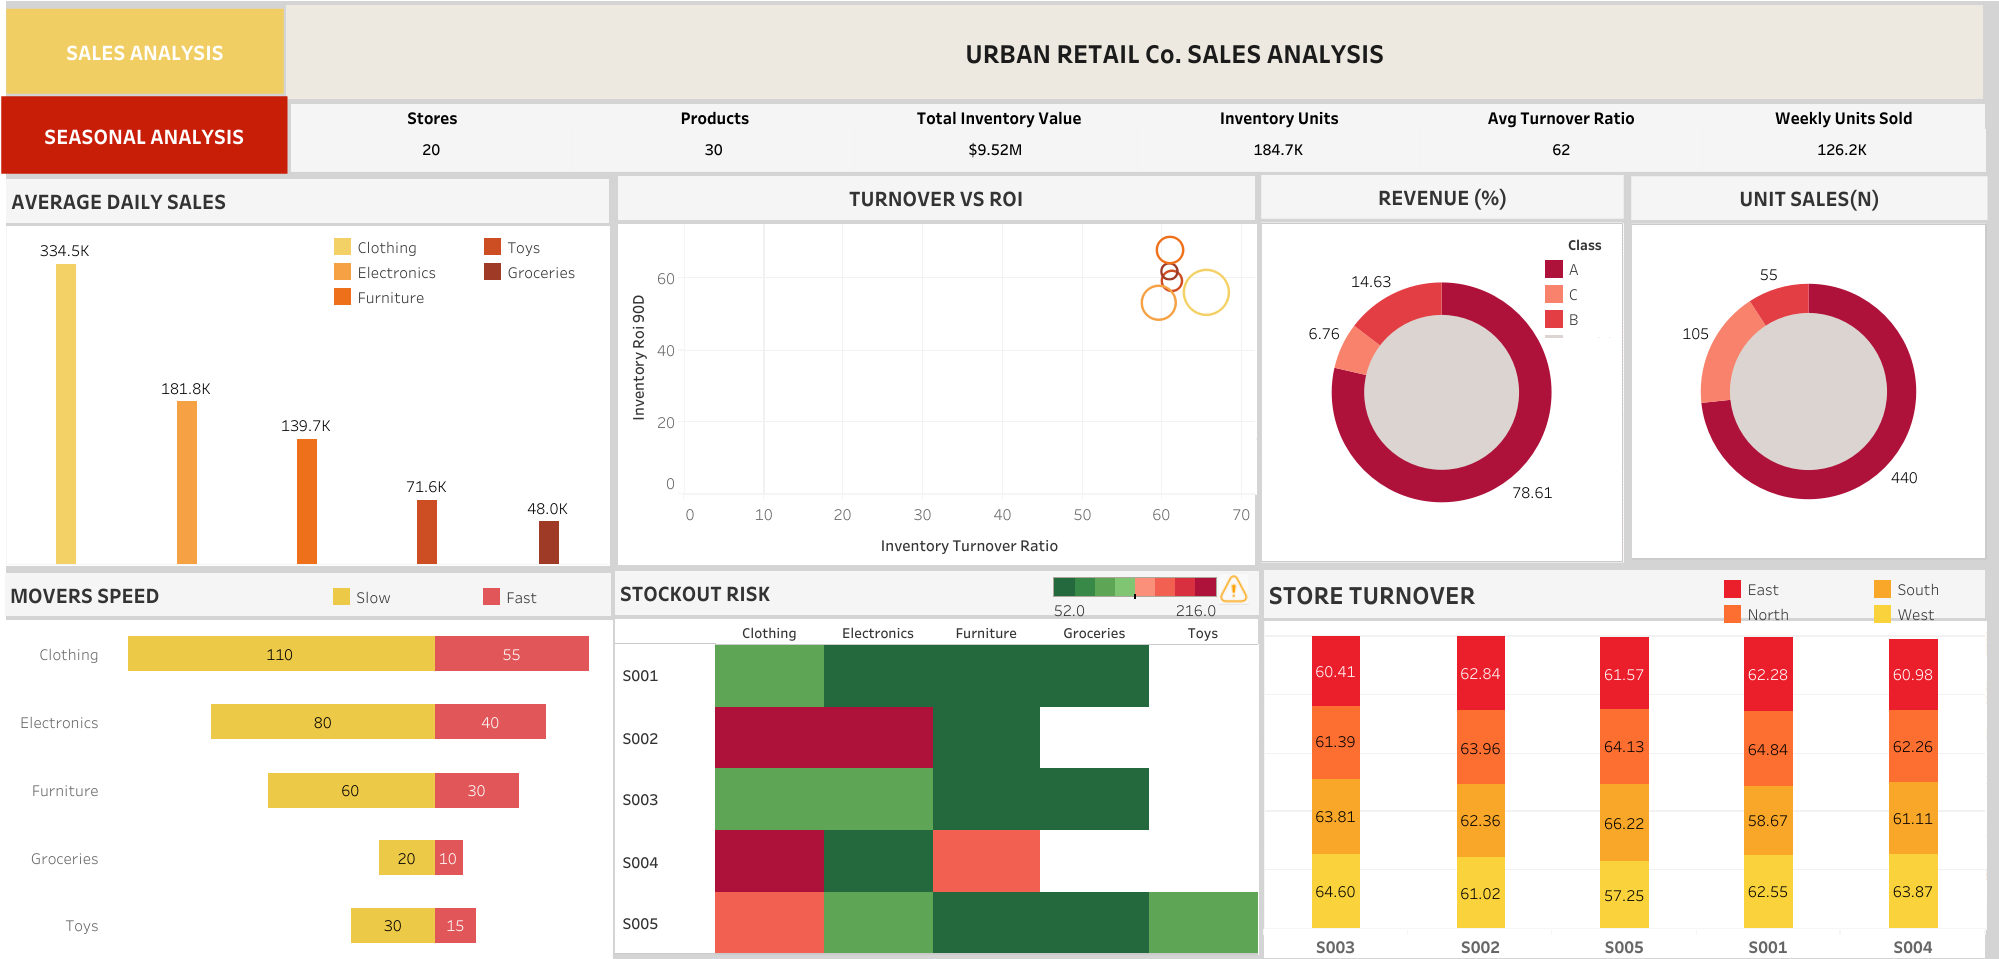 SALES ANALYSIS
URBAN RETAIL Co. SALES ANALYSIS
SEASONAL ANALYSIS
Stores Products Total Inventory Value Inventory Units Avg Turnover Ratio Weekly Units Sold
20 30 $9.52M 184.7K 62 126.2K
AVERAGE DAILY SALES
334.5K
Clothing Toys
Electronics Groceries
Furniture
181.8K
139.7K
71.6K
48.0K
TURNOVER VS ROI
Inventory Roi 90D
60
40
20
0
0 10 20 30 40 50 60 70
Inventory Turnover Ratio
REVENUE (%)
Class
A
C
B
14.63
6.76
78.61
UNIT SALES(N)
55
105
440
MOVERS SPEED
Slow Fast
Clothing 110 55
Electronics 80 40
Furniture 60 30
Groceries 20 10
Toys 30 15
STOCKOUT RISK
52.0 216.0
Clothing Electronics Furniture Groceries Toys
S001
S002
S003
S004
S005
STORE TURNOVER
East South
North West
60.41 62.84 61.57 62.28 60.98
61.39 63.96 64.13 64.84 62.26
63.81 62.36 66.22 58.67 61.11
64.60 61.02 57.25 62.55 63.87
S003 S002 S005 S001 S004